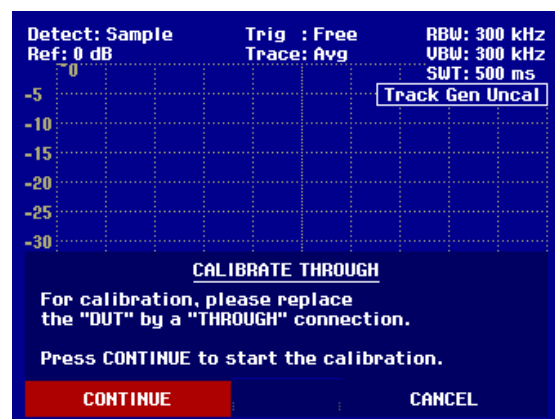 Detect: Sample Trig : Free RBW: 300 kHz
Ref: 0 dB Trace: Avg VBW: 300 kHz
SWT: 500 ms
0
Track Gen Uncal
-5
-10
-15
-20
-25
-30
CALIBRATE THROUGH
For calibration, please replace
the "DUT" by a "THROUGH" connection.
Press CONTINUE to start the calibration.
CONTINUE CANCEL